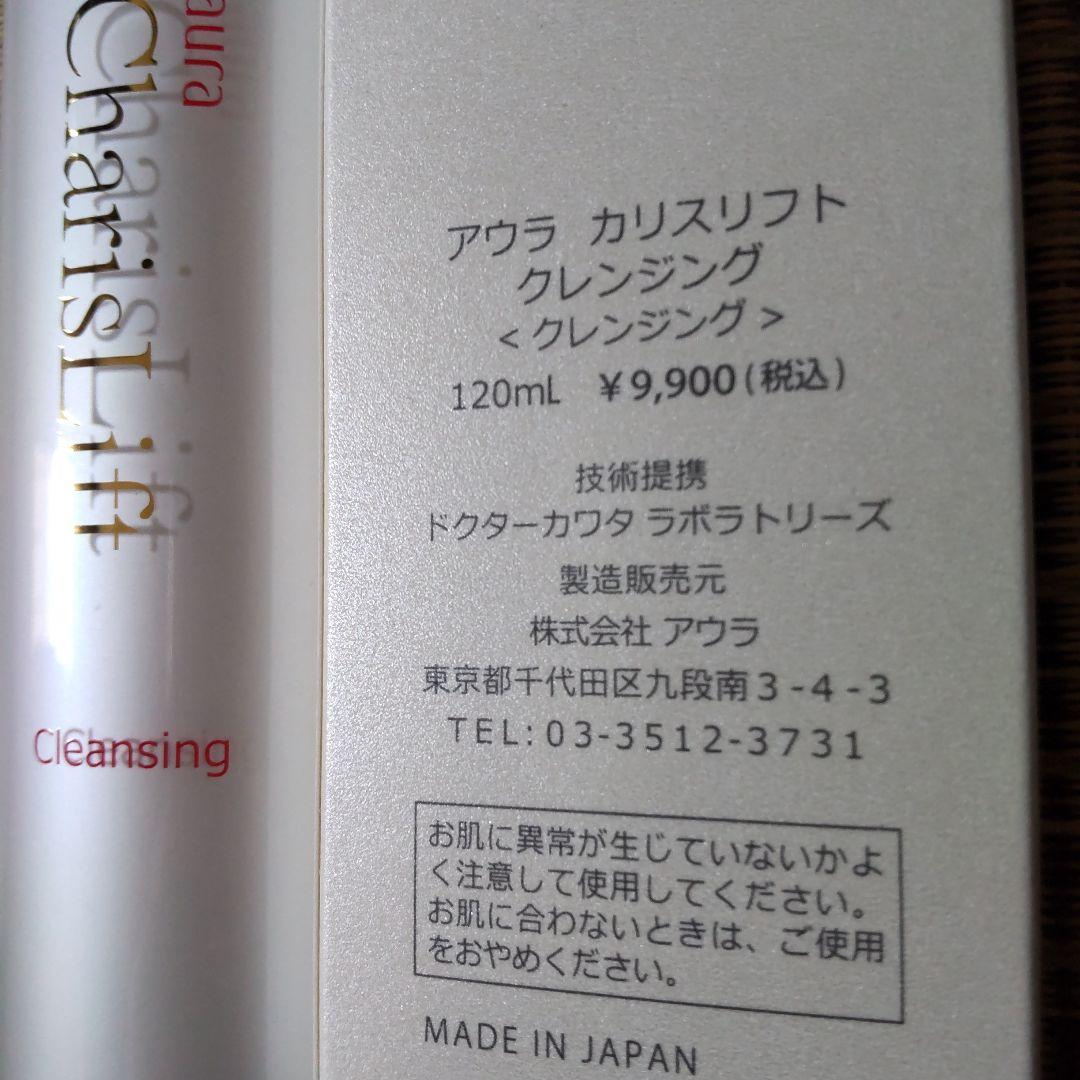 aura
CharisLift
Cleansing
アウラ カリスリフト
クレンジング
<クレンジング>
120mL ￥9,900(税込)
技術提携
ドクターカワタ ラボラトリーズ
製造販売元
株式会社 アウラ
東京都千代田区九段南3-4-3
TEL:03-3512-3731
お肌に異常が生じていないかよ
く注意して使用してください。
お肌に合わないときは、ご使用
をおやめください。
MADE IN JAPAN